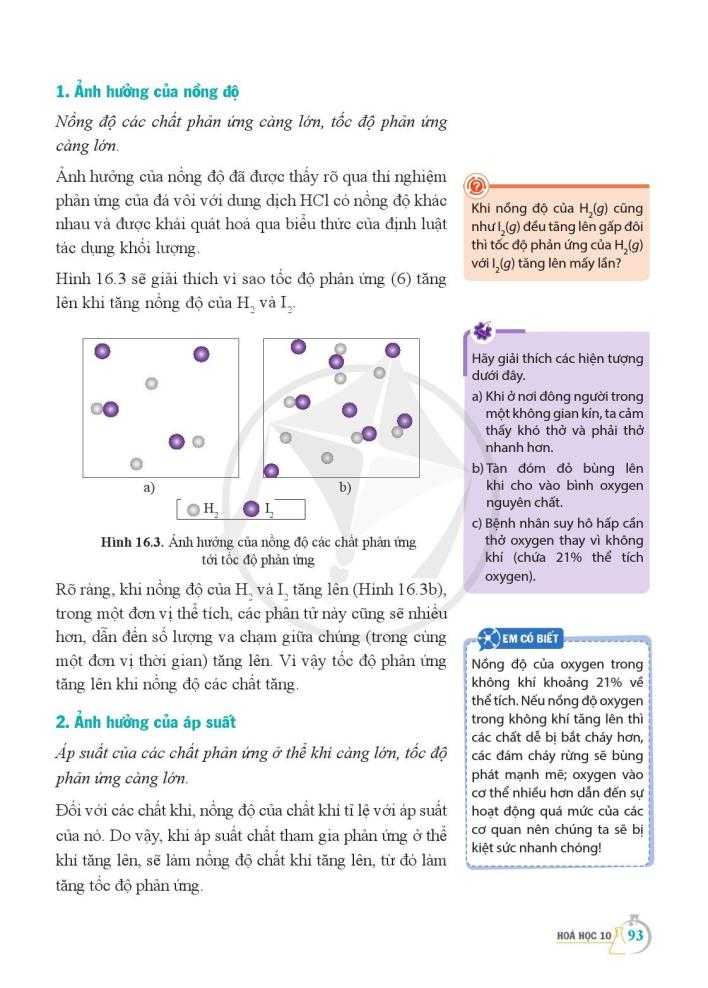 1. Ảnh hưởng của nồng độ
Nồng độ các chất phản ứng càng lớn, tốc độ phản ứng
càng lớn.
Ảnh hưởng của nồng độ đã được thấy rõ qua thí nghiệm
phản ứng của đá vôi với dung dịch HCl có nồng độ khác
nhau và được khái quát hoá qua biểu thức của định luật
tác dụng khối lượng.
Hình 16.3 sẽ giải thích vì sao tốc độ phản ứng (6) tăng
lên khi tăng nồng độ của H₂ và I₂.
a)
b)
H₂
I₂
Hình 16.3. Ảnh hưởng của nồng độ các chất phản ứng
tới tốc độ phản ứng
Rõ ràng, khi nồng độ của H₂ và I₂ tăng lên (Hình 16.3b),
trong một đơn vị thể tích, các phân tử này cũng sẽ nhiều
hơn, dẫn đến số lượng va chạm giữa chúng (trong cùng
một đơn vị thời gian) tăng lên. Vì vậy tốc độ phản ứng
tăng lên khi nồng độ các chất tăng.
2. Ảnh hưởng của áp suất
Áp suất của các chất phản ứng ở thể khí càng lớn, tốc độ
phản ứng càng lớn.
Đối với các chất khí, nồng độ của chất khí tỉ lệ với áp suất
của nó. Do vậy, khi áp suất chất tham gia phản ứng ở thể
khí tăng lên, sẽ làm nồng độ chất khí tăng lên, từ đó làm
tăng tốc độ phản ứng.
?
Khi nồng độ của H₂(g) cũng
như I₂(g) đều tăng lên gấp đôi
thì tốc độ phản ứng của H₂(g)
với I₂(g) tăng lên mấy lần?
Hãy giải thích các hiện tượng
dưới đây.
a) Khi ở nơi đông người trong
một không gian kín, ta cảm
thấy khó thở và phải thở
nhanh hơn.
b) Tàn đóm đỏ bùng lên
khi cho vào bình oxygen
nguyên chất.
c) Bệnh nhân suy hô hấp cần
thở oxygen thay vì không
khí (chứa 21% thể tích
oxygen).
EM CÓ BIẾT
Nồng độ của oxygen trong
không khí khoảng 21% về
thể tích. Nếu nồng độ oxygen
trong không khí tăng lên thì
các chất dễ bị bắt cháy hơn,
các đám cháy rừng sẽ bùng
phát mạnh mẽ; oxygen vào
cơ thể nhiều hơn dẫn đến sự
hoạt động quá mức của các
cơ quan nên chúng ta sẽ bị
kiệt sức nhanh chóng!
HOÁ HỌC 10 93